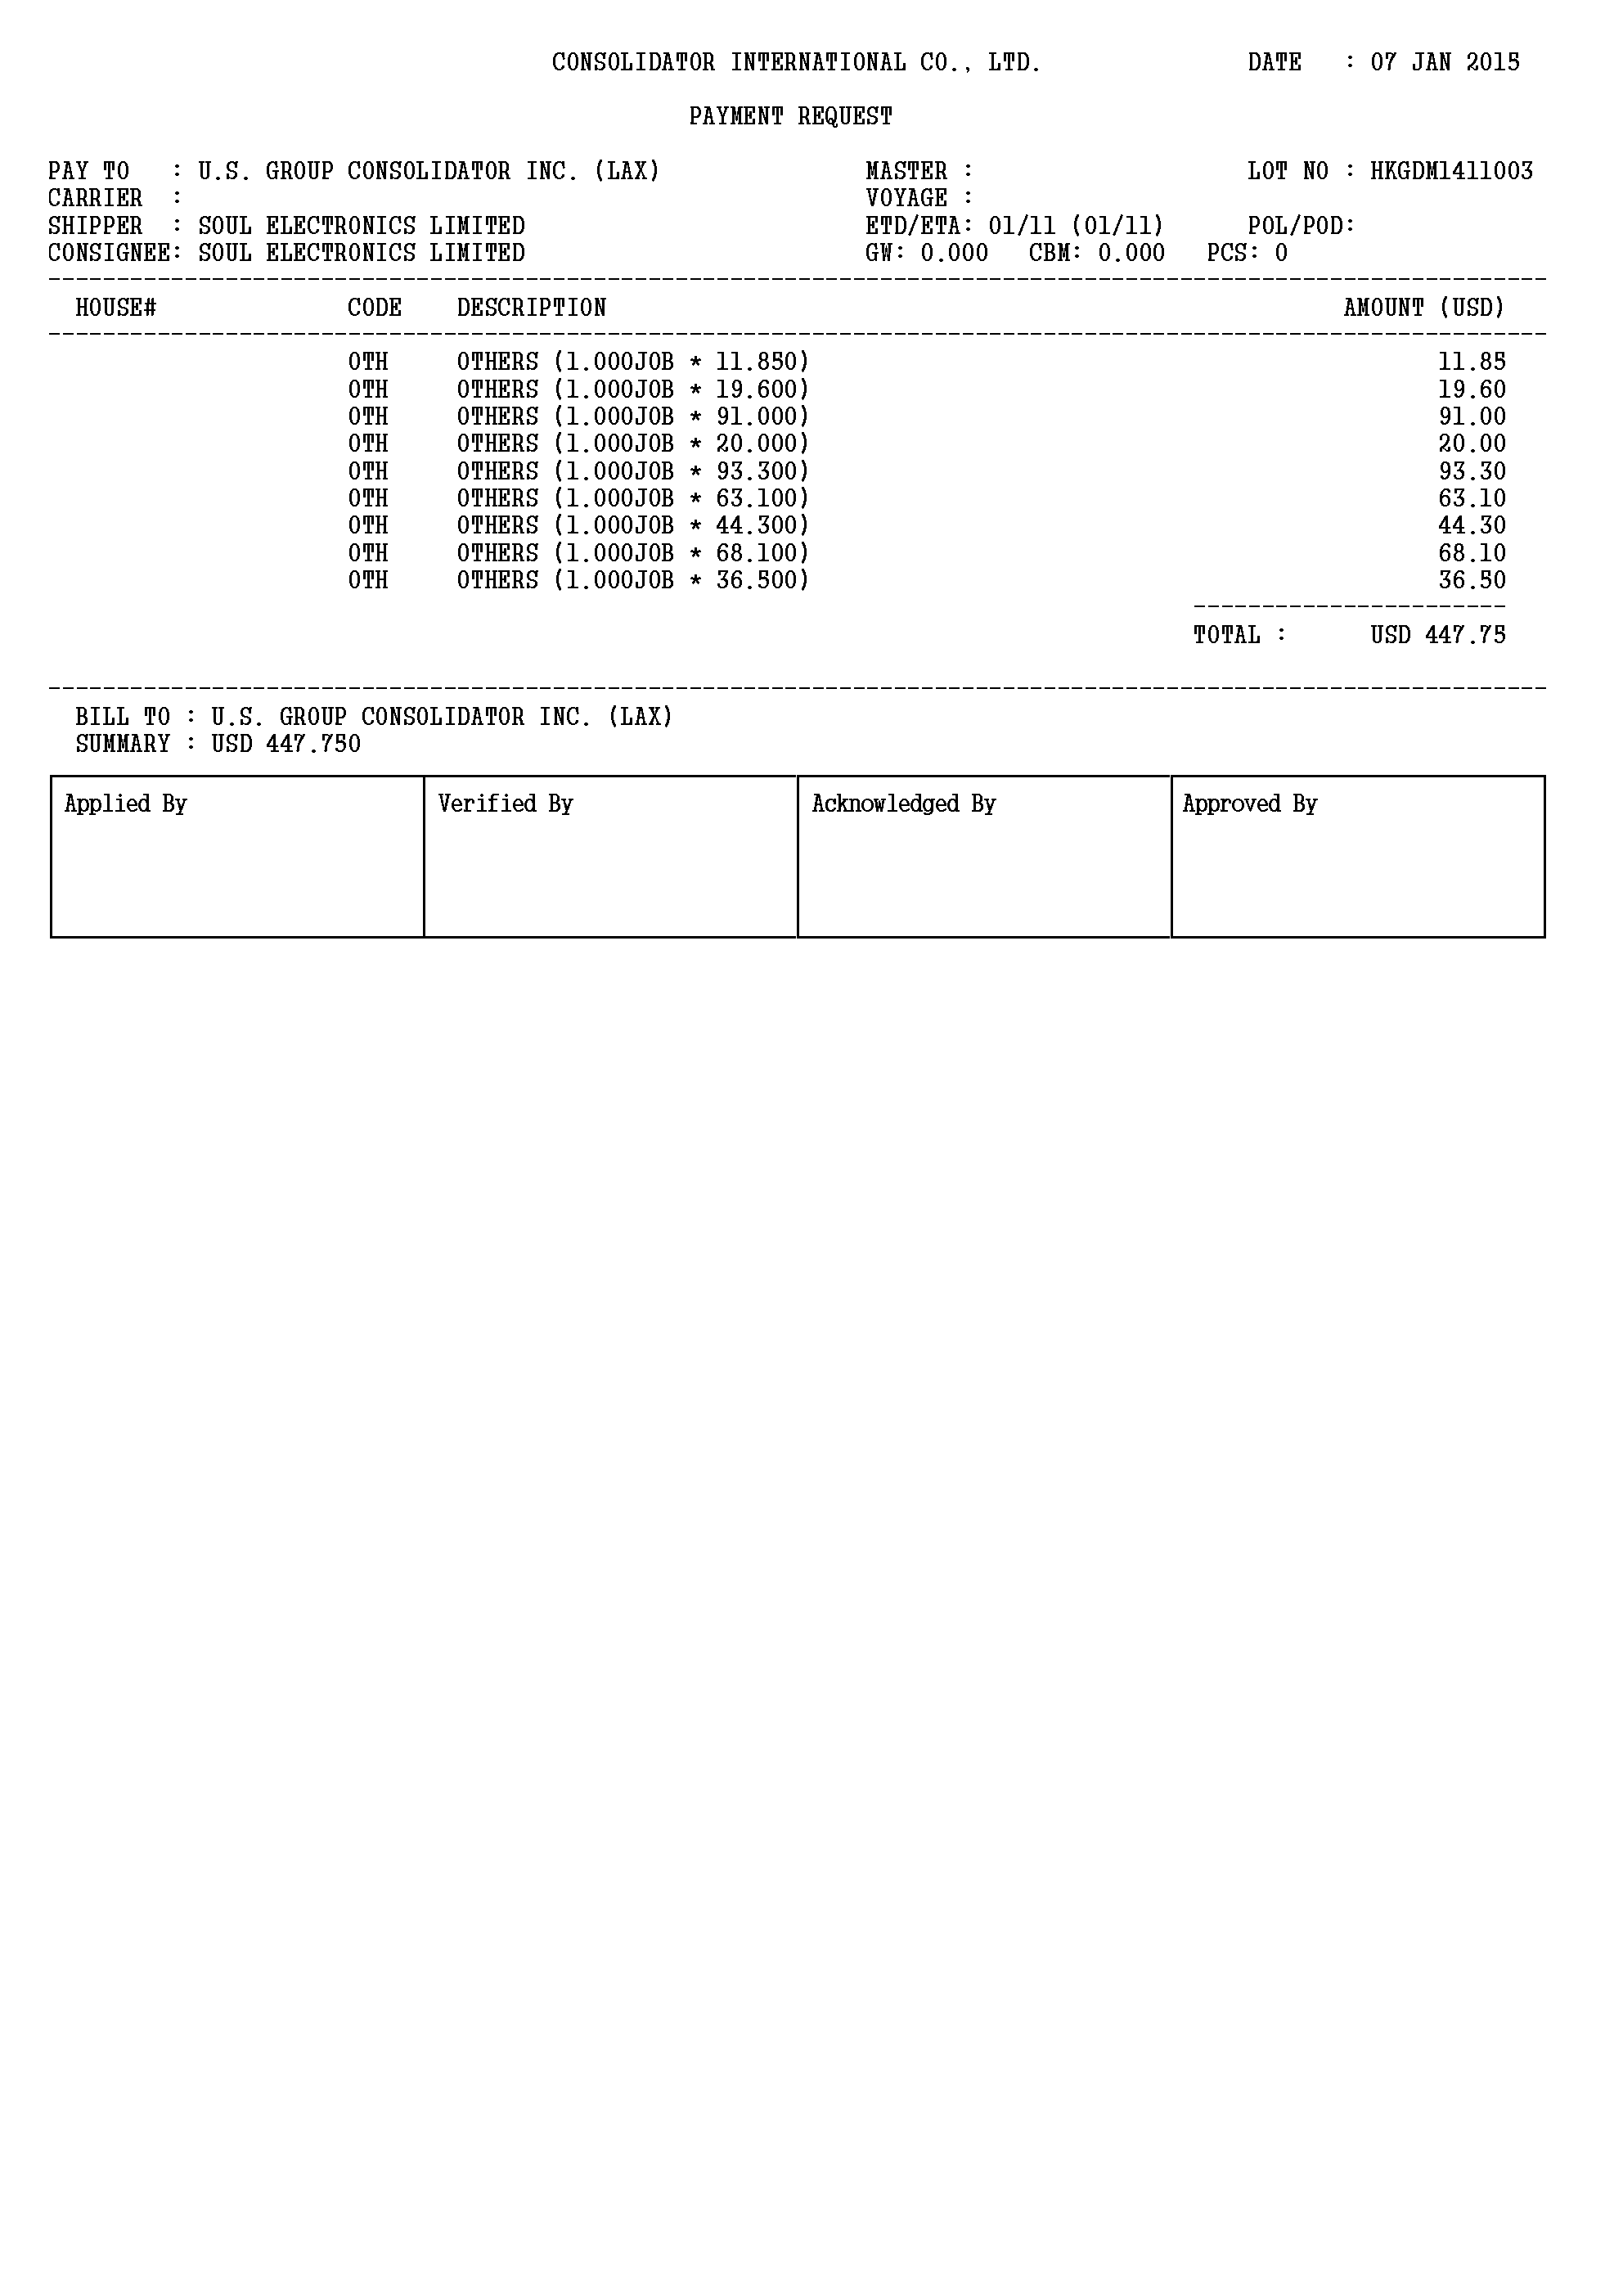 CONSOLIDATOR INTERNATIONAL CO., LTD. DATE : 07 JAN 2015
PAYMENT REQUEST
PAY TO : U.S. GROUP CONSOLIDATOR INC. (LAX) MASTER : LOT NO : HKGDM1411003
CARRIER : VOYAGE :
SHIPPER : SOUL ELECTRONICS LIMITED ETD/ETA: 01/11 (01/11) POL/POD:
CONSIGNEE: SOUL ELECTRONICS LIMITED GW: 0.000 CBM: 0.000 PCS: 0
HOUSE# CODE DESCRIPTION AMOUNT (USD)
OTH OTHERS (1.000JOB * 11.850) 11.85
OTH OTHERS (1.000JOB * 19.600) 19.60
OTH OTHERS (1.000JOB * 91.000) 91.00
OTH OTHERS (1.000JOB * 20.000) 20.00
OTH OTHERS (1.000JOB * 93.300) 93.30
OTH OTHERS (1.000JOB * 63.100) 63.10
OTH OTHERS (1.000JOB * 44.300) 44.30
OTH OTHERS (1.000JOB * 68.100) 68.10
OTH OTHERS (1.000JOB * 36.500) 36.50
TOTAL : USD 447.75
BILL TO : U.S. GROUP CONSOLIDATOR INC. (LAX)
SUMMARY : USD 447.750
Applied By Verified By Acknowledged By Approved By